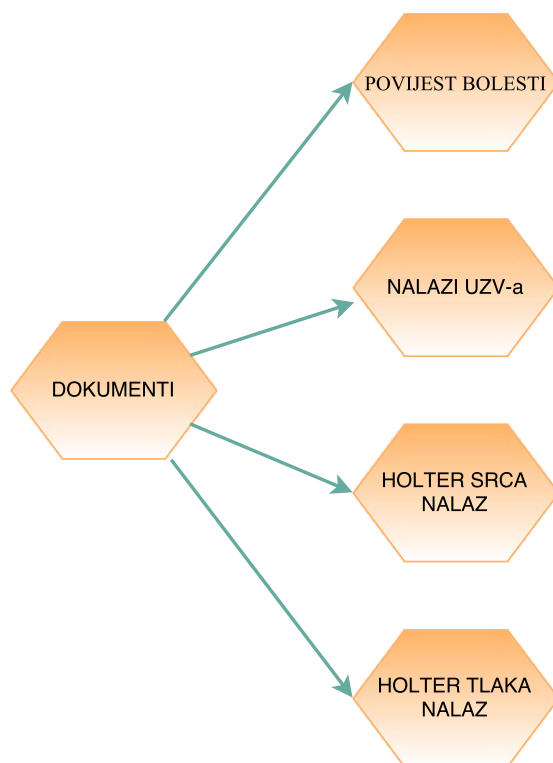 POVIJEST BOLESTI
NALAZI UZV-a
DOKUMENTI
HOLTER SRCA
NALAZ
HOLTER TLAKA
NALAZ